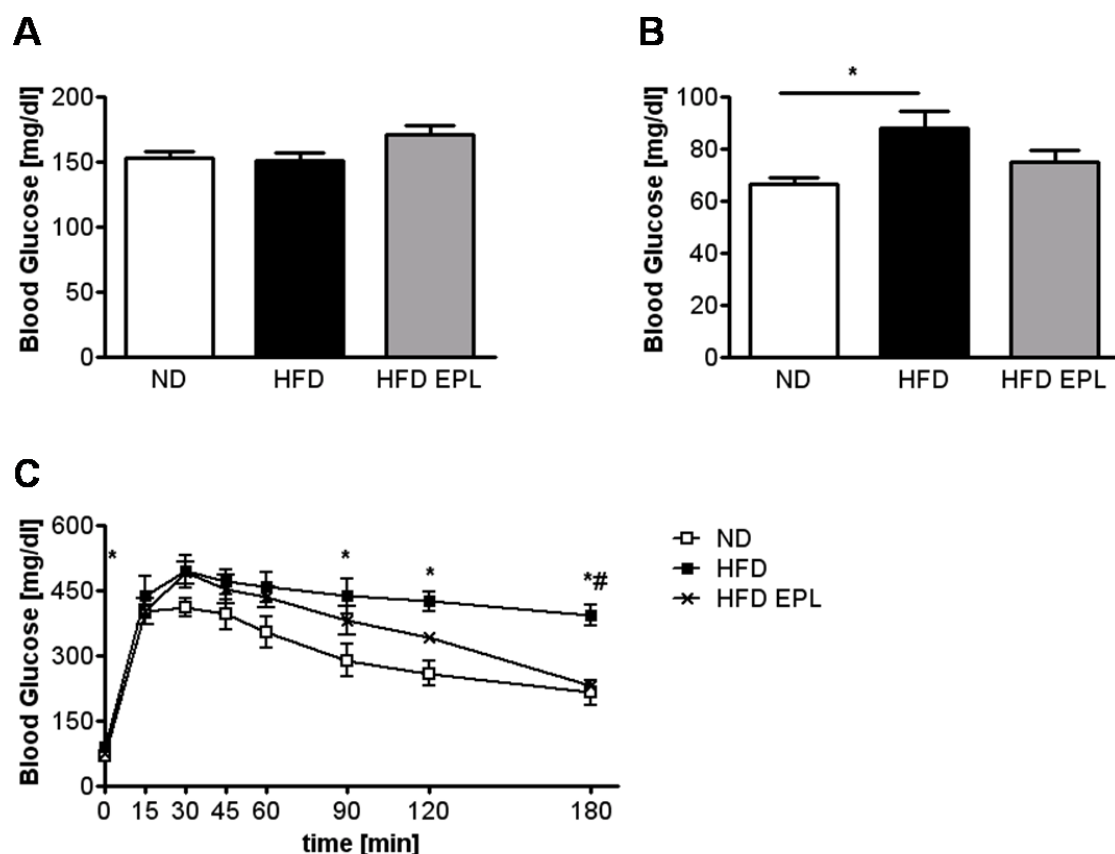 A
Blood Glucose [mg/dl]
200
150
100
50
0
ND HFD HFD EPL
B
Blood Glucose [mg/dl]
100
80
60
40
20
0
*
ND HFD HFD EPL
C
Blood Glucose [mg/dl]
600
450
300
150
0
* * * *#
0 15 30 45 60 90 120 180
time [min]
ND
HFD
HFD EPL